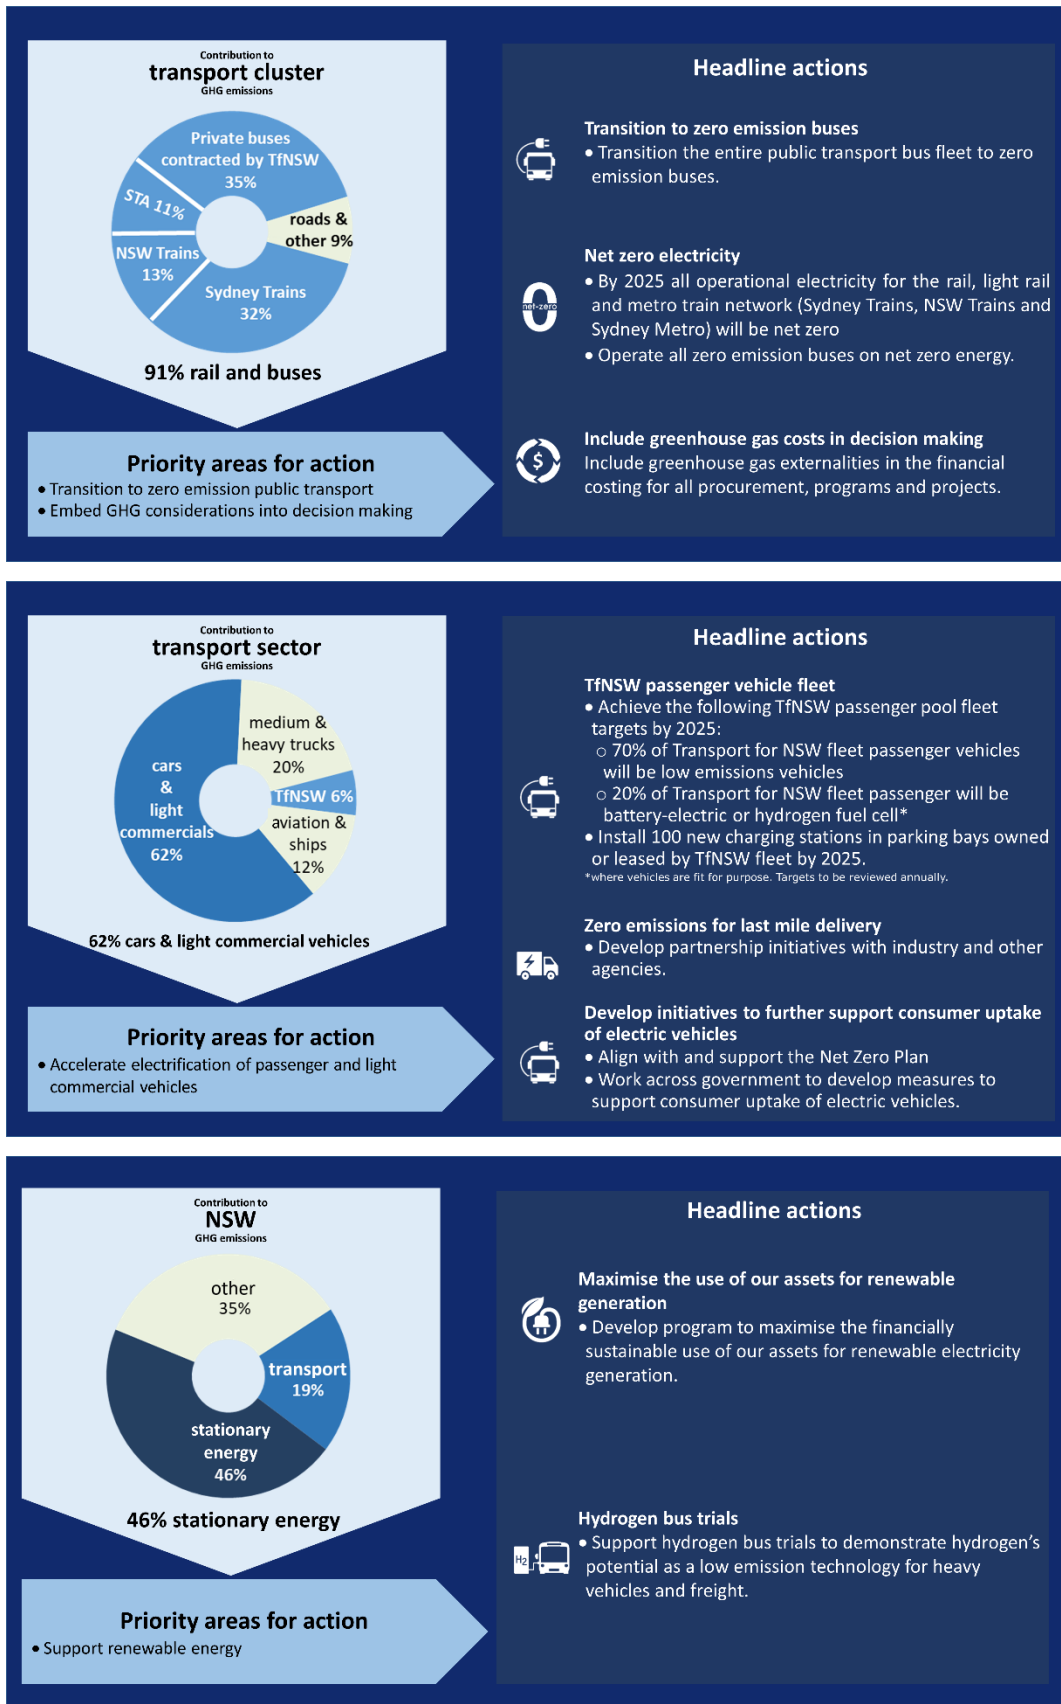 Contribution to
transport cluster
GHG emissions
Private buses
contracted by TfNSW
35%
STA 11%
roads &
other 9%
NSW Trains
13%
Sydney Trains
32%
91% rail and buses
Priority areas for action
• Transition to zero emission public transport
• Embed GHG considerations into decision making
Headline actions
Transition to zero emission buses
• Transition the entire public transport bus fleet to zero
emission buses.
net-zero
Net zero electricity
• By 2025 all operational electricity for the rail, light rail
and metro train network (Sydney Trains, NSW Trains and
Sydney Metro) will be net zero
• Operate all zero emission buses on net zero energy.
$
Include greenhouse gas costs in decision making
Include greenhouse gas externalities in the financial
costing for all procurement, programs and projects.
Contribution to
transport sector
GHG emissions
medium &
heavy trucks
20%
cars
&
light
commercials
62%
TfNSW 6%
aviation &
ships
12%
62% cars & light commercial vehicles
Priority areas for action
• Accelerate electrification of passenger and light
commercial vehicles
Headline actions
TfNSW passenger vehicle fleet
• Achieve the following TfNSW passenger pool fleet
targets by 2025:
○ 70% of Transport for NSW fleet passenger vehicles
will be low emissions vehicles
○ 20% of Transport for NSW fleet passenger will be
battery-electric or hydrogen fuel cell*
• Install 100 new charging stations in parking bays owned
or leased by TfNSW fleet by 2025.
*where vehicles are fit for purpose. Targets to be reviewed annually.
Zero emissions for last mile delivery
• Develop partnership initiatives with industry and other
agencies.
Develop initiatives to further support consumer uptake
of electric vehicles
• Align with and support the Net Zero Plan
• Work across government to develop measures to
support consumer uptake of electric vehicles.
Contribution to
NSW
GHG emissions
other
35%
transport
19%
stationary
energy
46%
46% stationary energy
Priority areas for action
• Support renewable energy
Headline actions
Maximise the use of our assets for renewable
generation
• Develop program to maximise the financially
sustainable use of our assets for renewable electricity
generation.
H2
Hydrogen bus trials
• Support hydrogen bus trials to demonstrate hydrogen's
potential as a low emission technology for heavy
vehicles and freight.